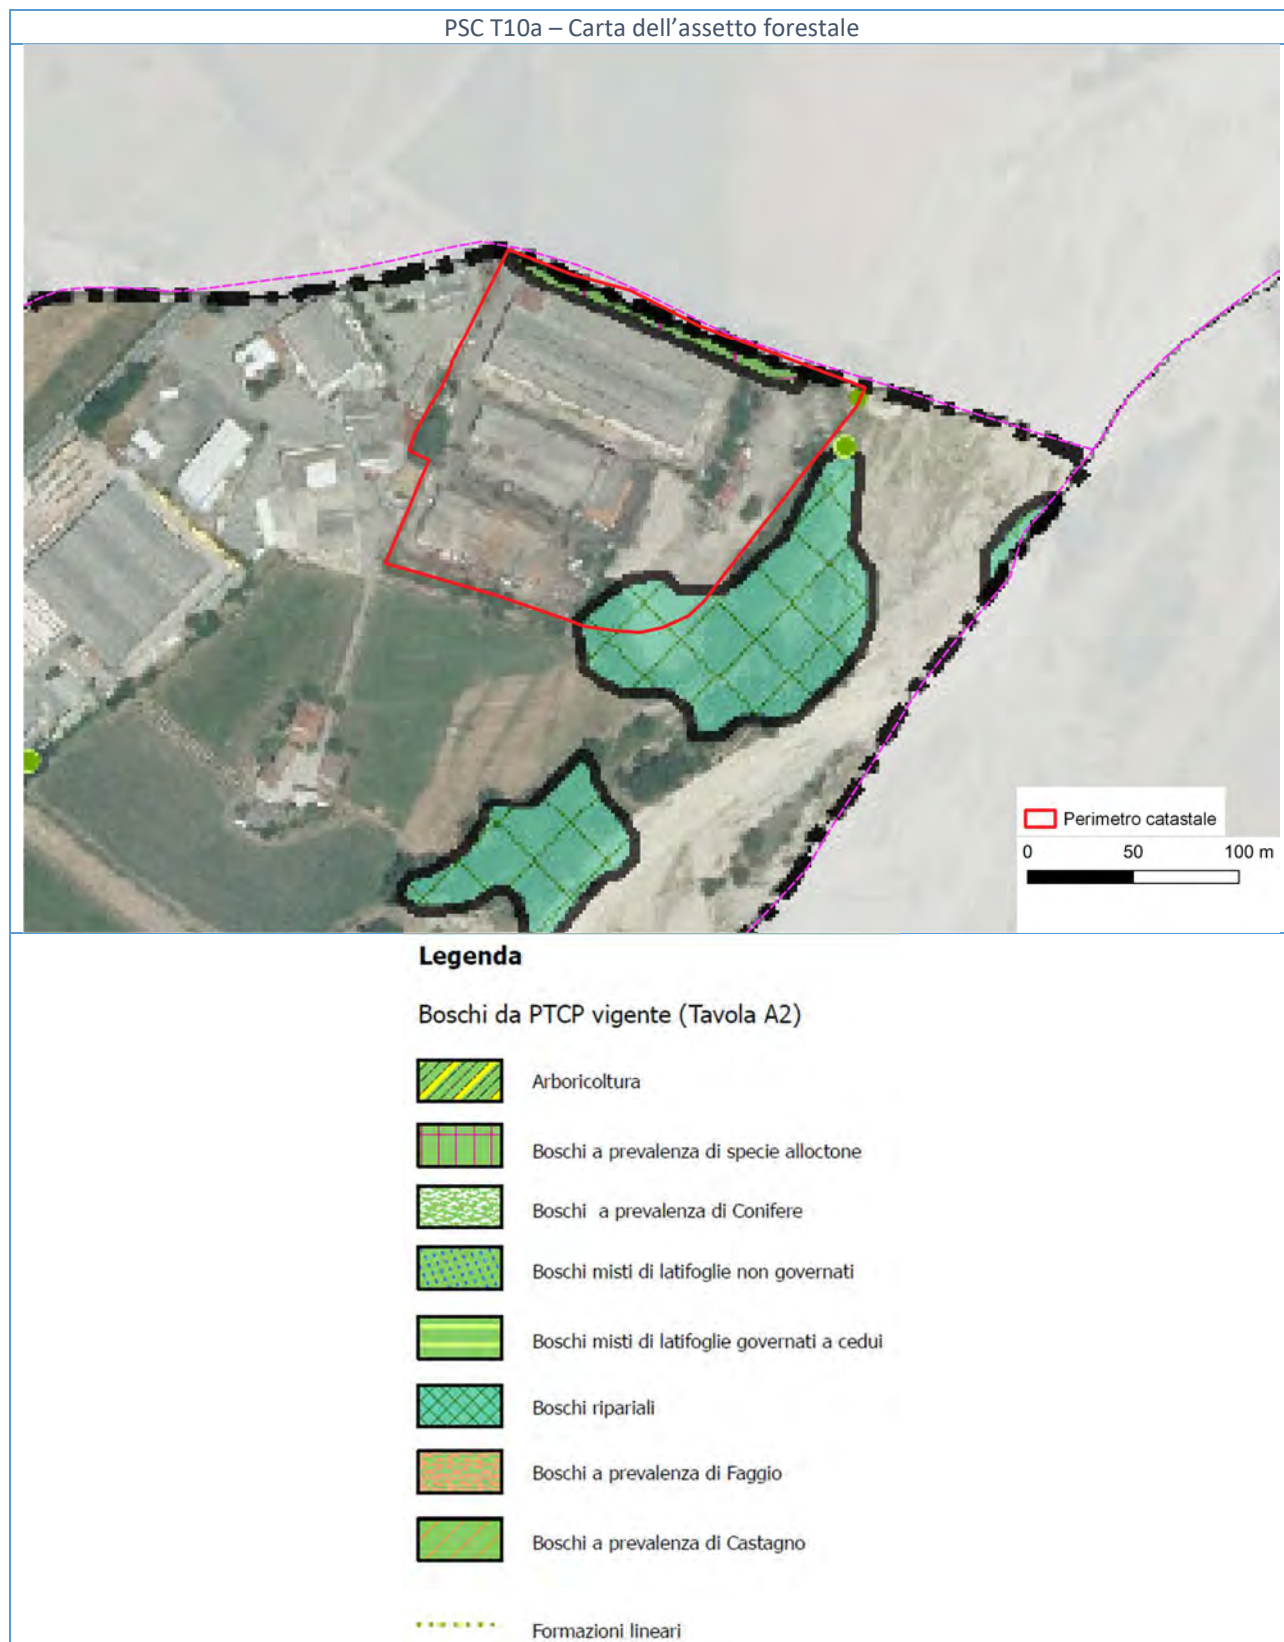 PSC T10a – Carta dell'assetto forestale
Perimetro catastale
0 50 100 m
Legenda
Boschi da PTCP vigente (Tavola A2)
Arboricoltura
Boschi a prevalenza di specie alloctone
Boschi a prevalenza di Conifere
Boschi misti di latifoglie non governati
Boschi misti di latifoglie governati a cedui
Boschi ripariali
Boschi a prevalenza di Faggio
Boschi a prevalenza di Castagno
Formazioni lineari